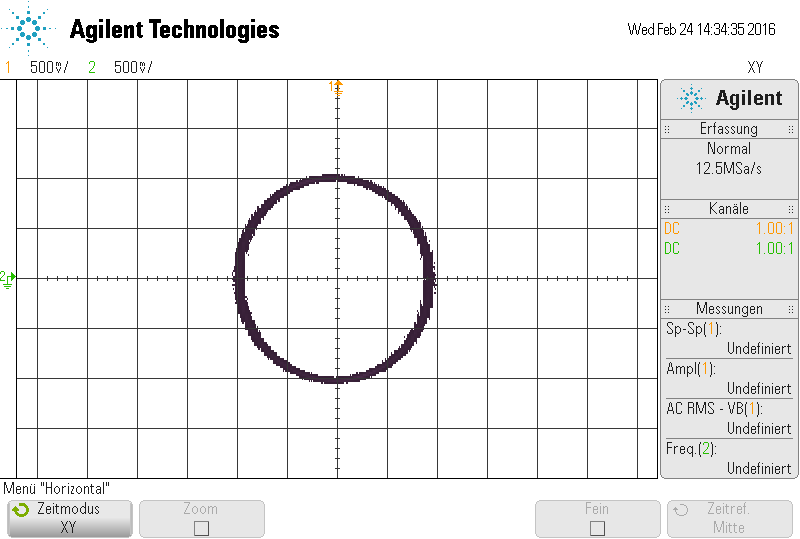 Agilent Technologies
Wed Feb 24 14:34:35 2016
1 500V/ 2 500V/ XY
1
2
Agilent
Erfassung
Normal
12.5MSa/s
Kanäle
DC 1.00:1
DC 1.00:1
Messungen
Sp-Sp(1):
Undefiniert
Ampl(1):
Undefiniert
AC RMS - VB(1):
Undefiniert
Freq.(2):
Undefiniert
Menü "Horizontal"
Zeitmodus
XY
Zoom
Fein
Zeitref.
Mitte